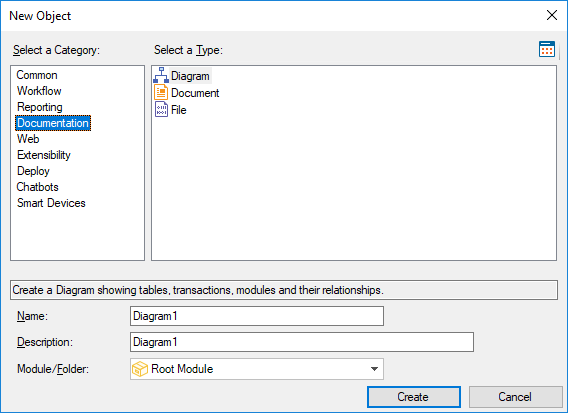 New Object
Select a Category:
Select a Type:
Common
Workflow
Reporting
Documentation
Web
Extensibility
Deploy
Chatbots
Smart Devices
Diagram
Document
File
Create a Diagram showing tables, transactions, modules and their relationships.
Name: Diagram1
Description: Diagram1
Module/Folder: Root Module
Create Cancel